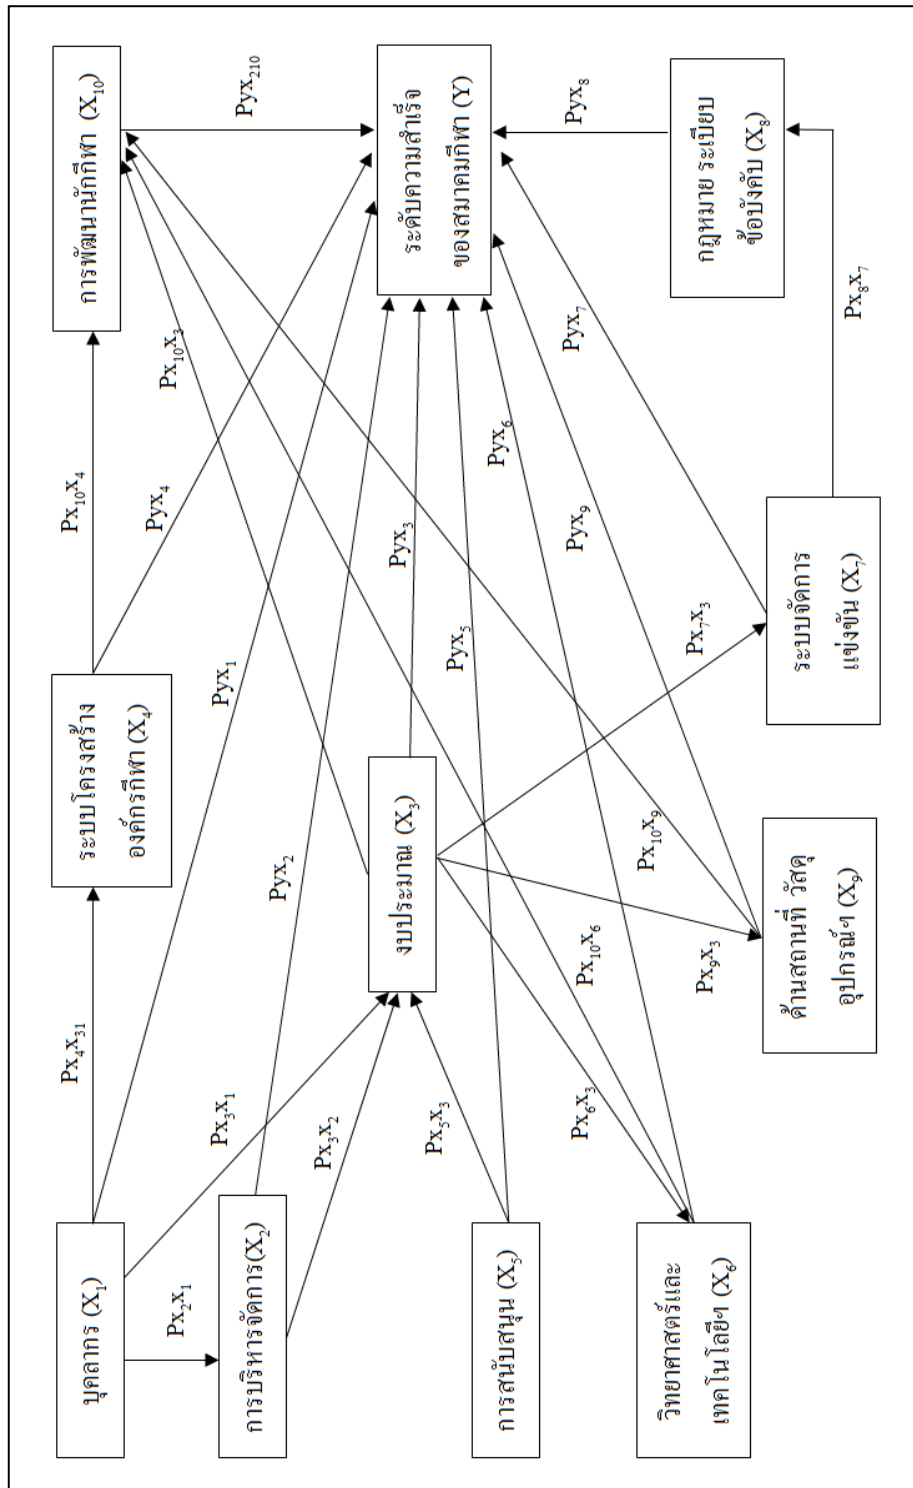 บุคลากร (X₁)
Px₄x₃₁
ระบบโครงสร้าง
องค์กรกีฬา (X₄)
Px₁₀x₄
การพัฒนานักกีฬา (X₁₀)
Px₂x₁
Px₃x₁
Pyx₁
Pyx₄
Px₁₀x₃
Pyx₂₁₀
การบริหารจัดการ(X₂)
Px₃x₂
Pyx₂
งบประมาณ (X₃)
Pyx₃
ระดับความสำเร็จ
ของสมาคมกีฬา (Y)
Px₅x₃
Pyx₅
Pyx₆
การสนับสนุน (X₅)
Px₆x₃
Px₁₀x₆
Px₁₀x₉
Px₉x₃
Px₇x₃
Pyx₉
Pyx₇
Pyx₈
วิทยาศาสตร์และ
เทคโนโลยีฯ (X₆)
ด้านสถานที่ วัสดุ
อุปกรณ์ฯ (X₉)
ระบบจัดการ
แข่งขัน (X₇)
Px₈x₇
กฎหมาย ระเบียบ
ข้อบังคับ (X₈)